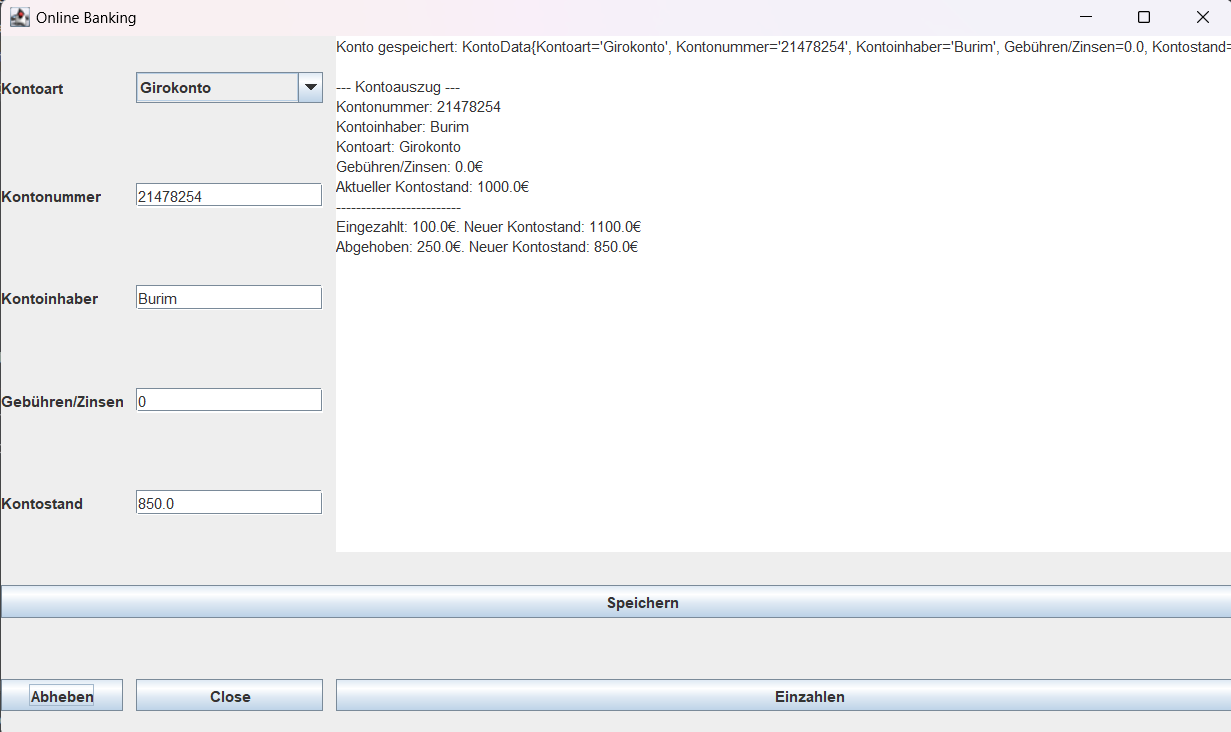 Online Banking
Kontoart
Girokonto
Kontonummer
21478254
Kontoinhaber
Burim
Gebühren/Zinsen
0
Kontostand
850.0
Konto gespeichert: KontoData{Kontoart='Girokonto', Kontonummer='21478254', Kontoinhaber='Burim', Gebühren/Zinsen=0.0, Kontostand=
--- Kontoauszug ---
Kontonummer: 21478254
Kontoinhaber: Burim
Kontoart: Girokonto
Gebühren/Zinsen: 0.0€
Aktueller Kontostand: 1000.0€
-------------------------
Eingezahlt: 100.0€. Neuer Kontostand: 1100.0€
Abgehoben: 250.0€. Neuer Kontostand: 850.0€
Speichern
Abheben
Close
Einzahlen